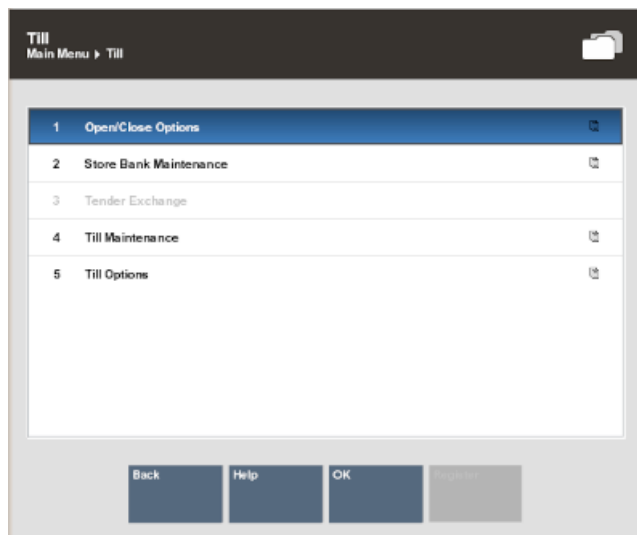 Till
Main Menu ▸ Till
1 Open/Close Options
2 Store Bank Maintenance
3 Tender Exchange
4 Till Maintenance
5 Till Options
Back Help OK Register